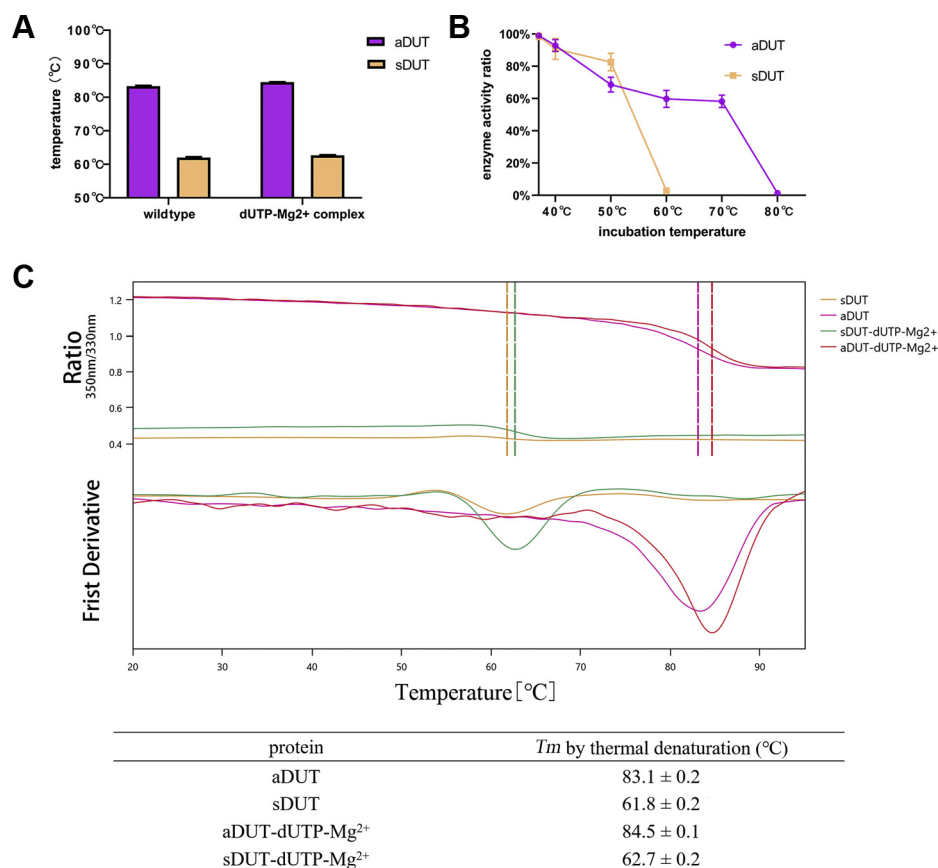 A
temperature (℃)
100℃
90℃
80℃
70℃
60℃
50℃
wildtype
dUTP-Mg2+ complex
aDUT
sDUT
B
enzyme activity ratio
100%
80%
60%
40%
20%
0%
40℃
50℃
60℃
70℃
80℃
incubation temperature
aDUT
sDUT
C
Ratio
350nm/330nm
1.2
1.0
0.8
0.6
0.4
Frist Derivative
20
30
40
50
60
70
80
90
Temperature[℃]
sDUT
aDUT
sDUT-dUTP-Mg2+
aDUT-dUTP-Mg2+
protein Tm by thermal denaturation (℃)
aDUT 83.1 ± 0.2
sDUT 61.8 ± 0.2
aDUT-dUTP-Mg²⁺ 84.5 ± 0.1
sDUT-dUTP-Mg²⁺ 62.7 ± 0.2